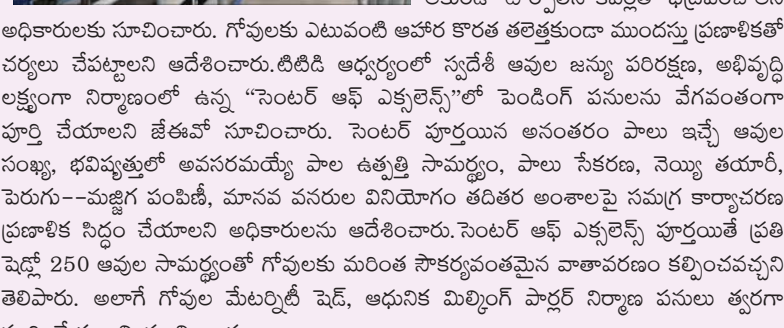 అధికారులకు సూచించారు. గోవులకు ఎటువంటి ఆహార కొరత తలెత్తకుండా ముందస్తు ప్రణాళికతో
చర్యలు చేపట్టాలని ఆదేశించారు.టిటిడి ఆధ్వర్యంలో స్వదేశీ ఆవుల జన్యు పరిరక్షణ, అభివృద్ధి
లక్ష్యంగా నిర్మాణంలో ఉన్న “సెంటర్ ఆఫ్ ఎక్సలెన్స్”లో పెండింగ్ పనులను వేగవంతంగా
పూర్తి చేయాలని జేఈవో సూచించారు. సెంటర్ పూర్తయిన అనంతరం పాలు ఇచ్చే ఆవుల
సంఖ్య, భవిష్యత్తులో అవసరమయ్యే పాల ఉత్పత్తి సామర్థ్యం, పాలు సేకరణ, నెయ్యి తయారీ,
పెరుగు--మజ్జిగ పంపిణీ, మానవ వనరుల వినియోగం తదితర అంశాలపై సమగ్ర కార్యాచరణ
ప్రణాళిక సిద్ధం చేయాలని అధికారులను ఆదేశించారు.సెంటర్ ఆఫ్ ఎక్సలెన్స్ పూర్తయితే ప్రతి
షెడ్లో 250 ఆవుల సామర్థ్యంతో గోవులకు మరింత సౌకర్యవంతమైన వాతావరణం కల్పించవచ్చని
తెలిపారు. అలాగే గోవుల మేటర్నిటీ షెడ్, ఆధునిక మిల్కింగ్ పార్లర్ నిర్మాణ పనులు త్వరగా